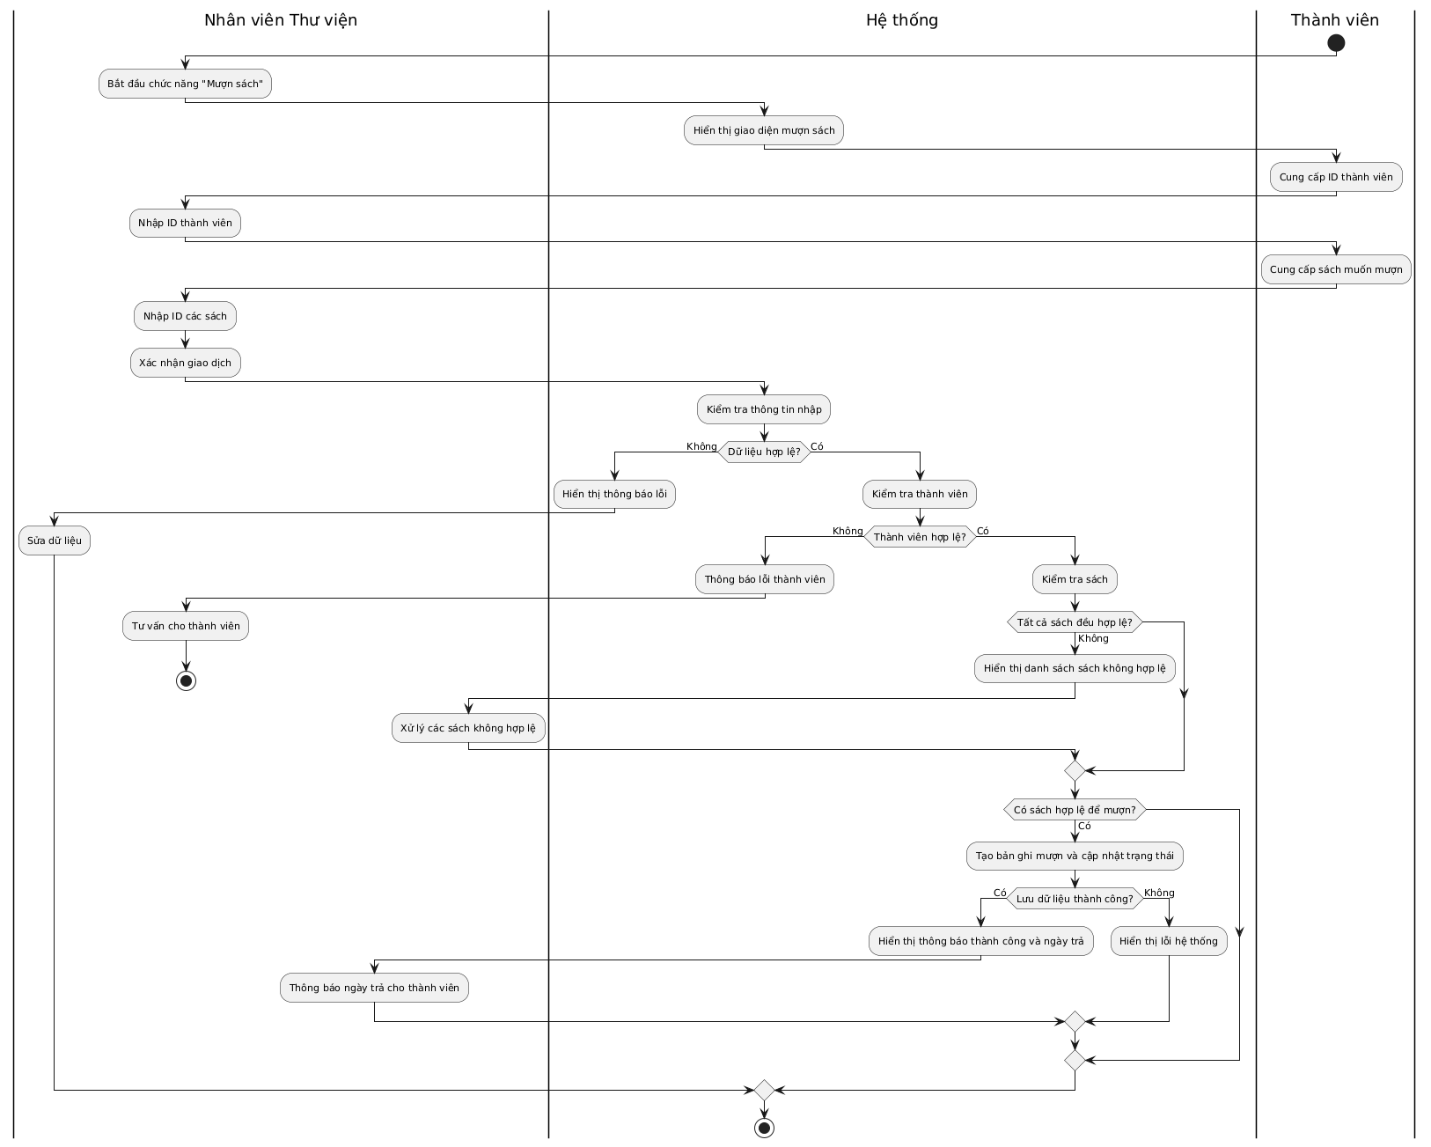 Nhân viên Thư viện
Hệ thống
Thành viên
Bắt đầu chức năng "Mượn sách"
Hiển thị giao diện mượn sách
Cung cấp ID thành viên
Nhập ID thành viên
Cung cấp sách muốn mượn
Nhập ID các sách
Xác nhận giao dịch
Kiểm tra thông tin nhập
Không
Dữ liệu hợp lệ?
Có
Hiển thị thông báo lỗi
Kiểm tra thành viên
Sửa dữ liệu
Không
Thành viên hợp lệ?
Có
Thông báo lỗi thành viên
Kiểm tra sách
Tư vấn cho thành viên
Tất cả sách đều hợp lệ?
Không
Hiển thị danh sách sách không hợp lệ
Xử lý các sách không hợp lệ
Có sách hợp lệ để mượn?
Có
Tạo bản ghi mượn và cập nhật trạng thái
Có
Lưu dữ liệu thành công?
Không
Hiển thị thông báo thành công và ngày trả
Hiển thị lỗi hệ thống
Thông báo ngày trả cho thành viên